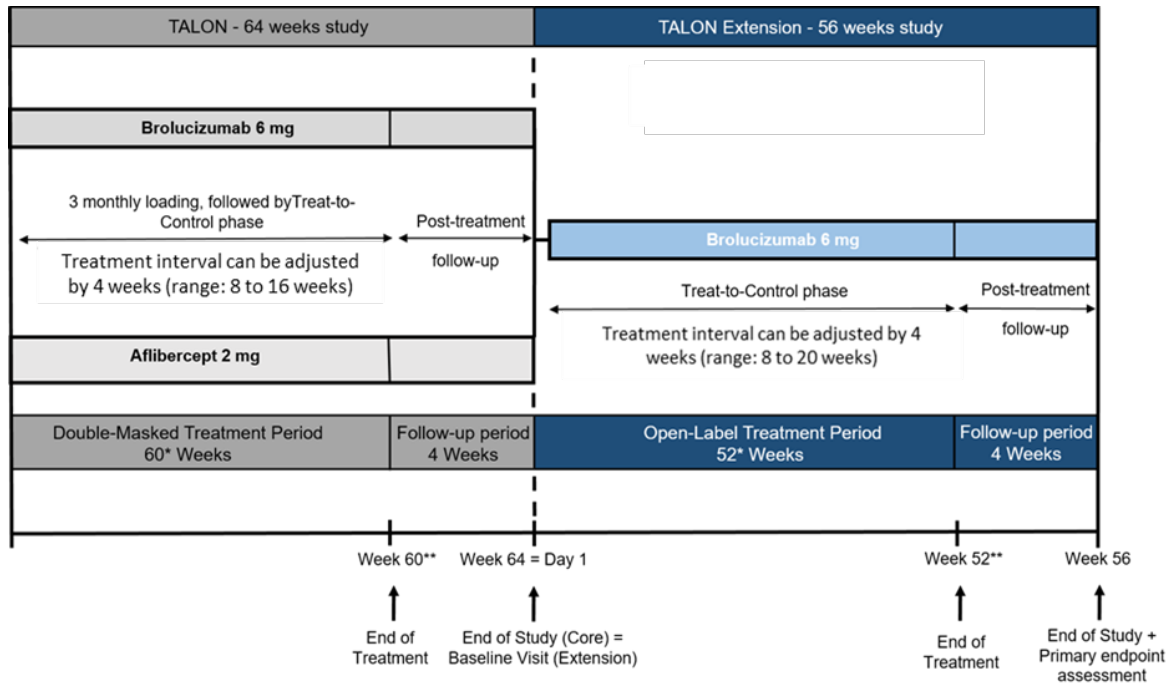 TALON - 64 weeks study
TALON Extension - 56 weeks study
Brolucizumab 6 mg
3 monthly loading, followed byTreat-to-
Control phase
Post-treatment
follow-up
Treatment interval can be adjusted
by 4 weeks (range: 8 to 16 weeks)
Brolucizumab 6 mg
Treat-to-Control phase
Post-treatment
follow-up
Treatment interval can be adjusted by 4
weeks (range: 8 to 20 weeks)
Aflibercept 2 mg
Double-Masked Treatment Period
60* Weeks
Follow-up period
4 Weeks
Open-Label Treatment Period
52* Weeks
Follow-up period
4 Weeks
Week 60**
Week 64 = Day 1
Week 52**
Week 56
End of
Treatment
End of Study (Core) =
Baseline Visit (Extension)
End of
Treatment
End of Study +
Primary endpoint
assessment